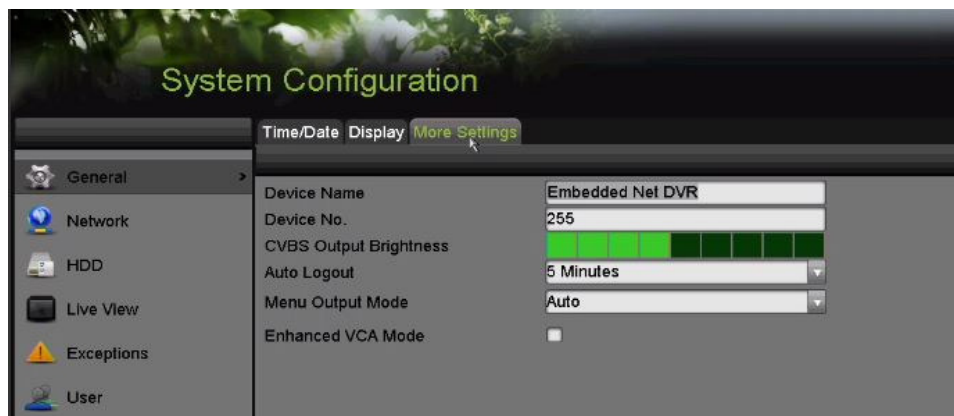 System Configuration
Time/Date Display More Settings
General >
Network
HDD
Live View
Exceptions
User
Device Name Embedded Net DVR
Device No. 255
CVBS Output Brightness
Auto Logout 5 Minutes
Menu Output Mode Auto
Enhanced VCA Mode